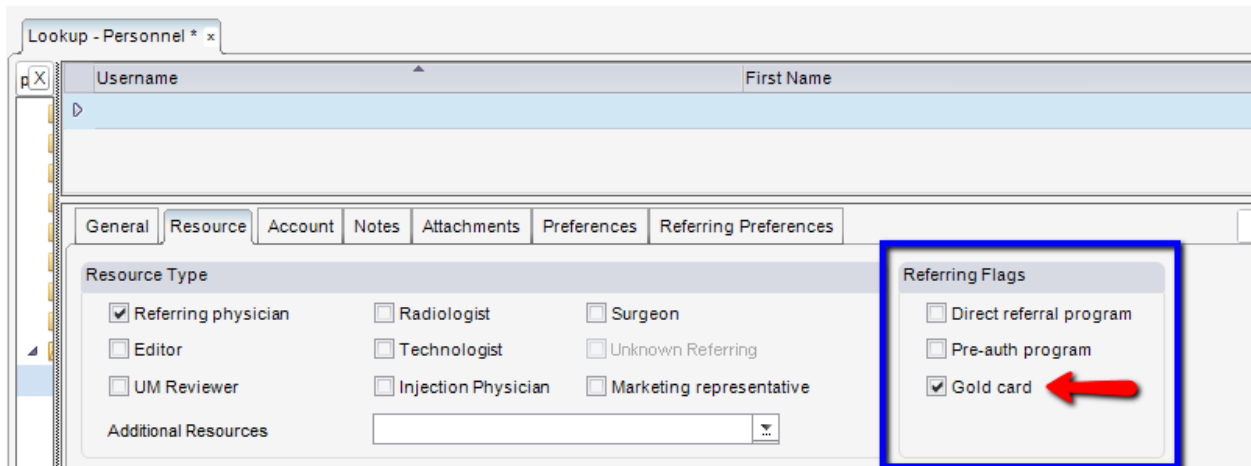 Lookup - Personnel * x
p X
Username First Name
General Resource Account Notes Attachments Preferences Referring Preferences
Resource Type Referring Flags
Referring physician Radiologist Surgeon Direct referral program
Editor Technologist Unknown Referring Pre-auth program
UM Reviewer Injection Physician Marketing representative Gold card
Additional Resources